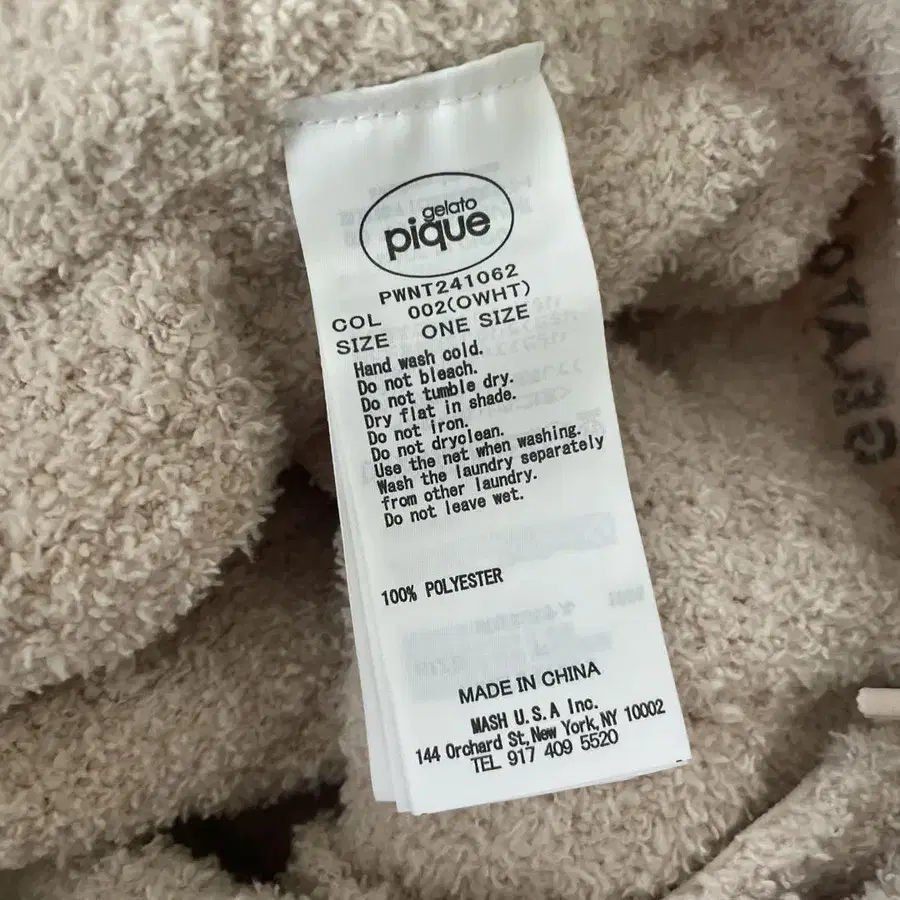 gelato
pique
PWNT241062
COL 002(OWHT)
SIZE ONE SIZE
Hand wash cold.
Do not bleach.
Do not tumble dry.
Dry flat in shade.
Do not iron.
Do not dryclean.
Use the net when washing.
Wash the laundry separately
from other laundry.
Do not leave wet.
100% POLYESTER
MADE IN CHINA
MASH U.S.A Inc.
144 Orchard St,New York,NY 10002
TEL 917 409 5520